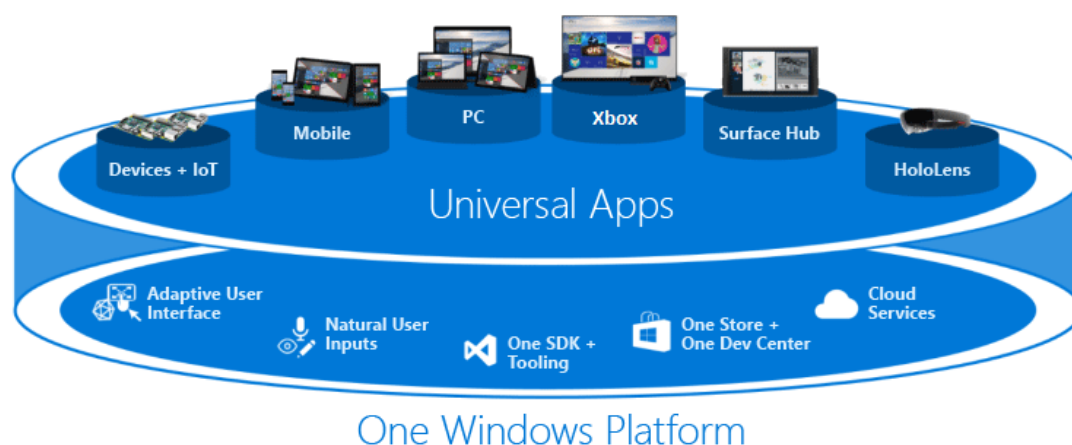 Devices + IoT
Mobile
PC
Xbox
Surface Hub
HoloLens
Universal Apps
Adaptive User
Interface
Natural User
Inputs
One SDK +
Tooling
One Store +
One Dev Center
Cloud
Services
One Windows Platform